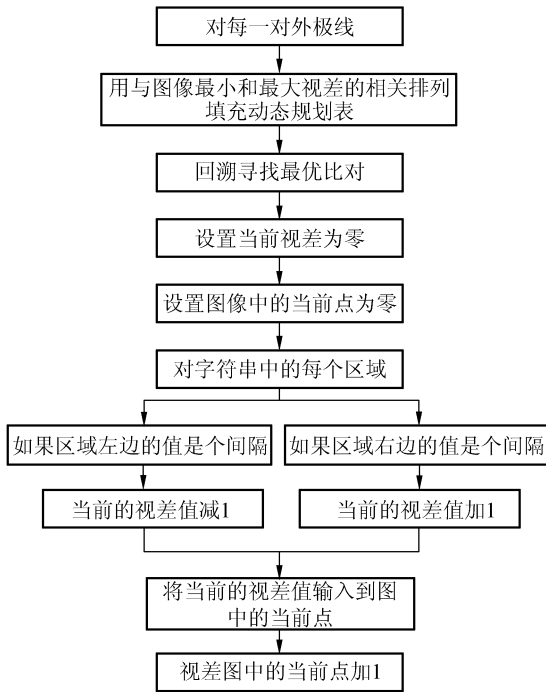 对每一对外极线
用与图像最小和最大视差的相关排列
填充动态规划表
回溯寻找最优比对
设置当前视差为零
设置图像中的当前点为零
对字符串中的每个区域
如果区域左边的值是个间隔
如果区域右边的值是个间隔
当前的视差值减1
当前的视差值加1
将当前的视差值输入到图
中的当前点
视差图中的当前点加1